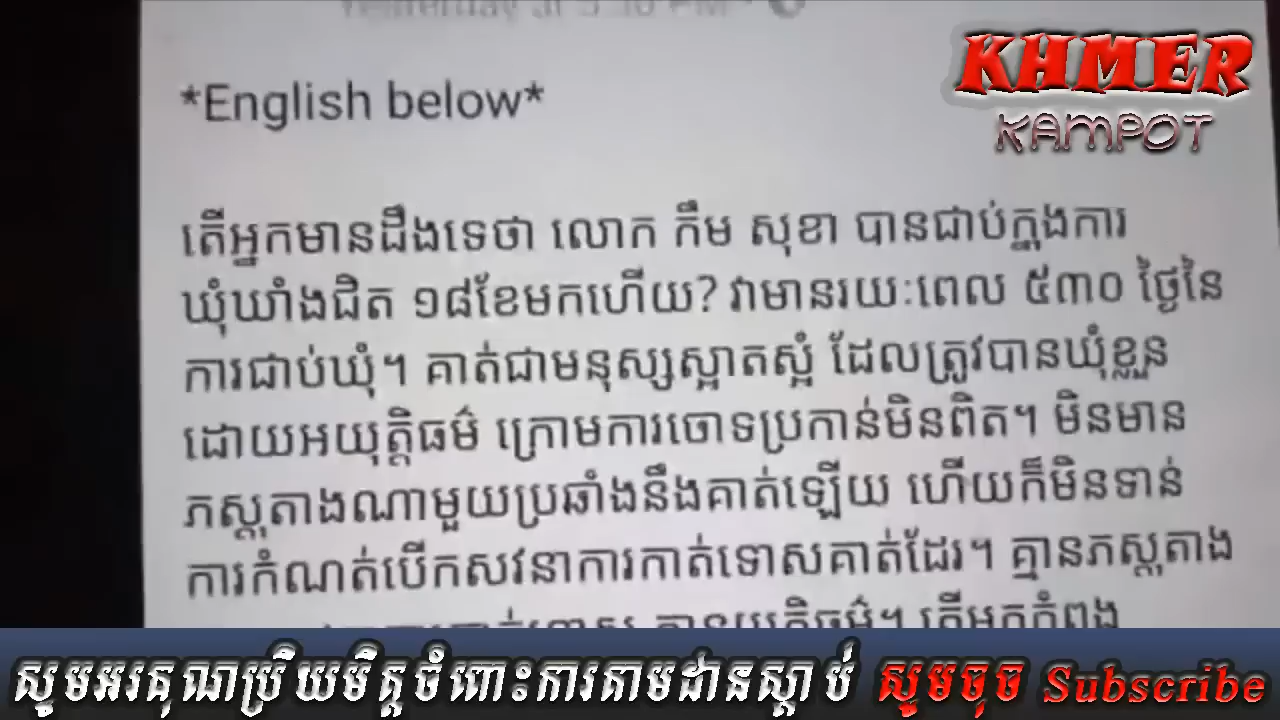 *English below*
KHMER
KAMPOT
តើអ្នកមានដឹងទេថា លោក កឹម សុខា បានជាប់ក្នុងការ
ឃុំឃាំងជិត ១៨ខែមកហើយ? វាមានរយៈពេល ៥៣០ ថ្ងៃនៃ
ការជាប់ឃុំ។ គាត់ជាមនុស្សស្អាតស្អំ ដែលត្រូវបានឃុំខ្លួន
ដោយអយុត្តិធម៌ ក្រោមការចោទប្រកាន់មិនពិត។ មិនមាន
ភស្តុតាងណាមួយប្រឆាំងនឹងគាត់ឡើយ ហើយក៏មិនទាន់
ការកំណត់បើកសវនាការកាត់ទោសគាត់ដែរ។ គ្មានភស្តុតាង
សូមអរគុណប្រិយមិត្តចំពោះការតាមដានស្តាប់ សូមចុច Subscribe